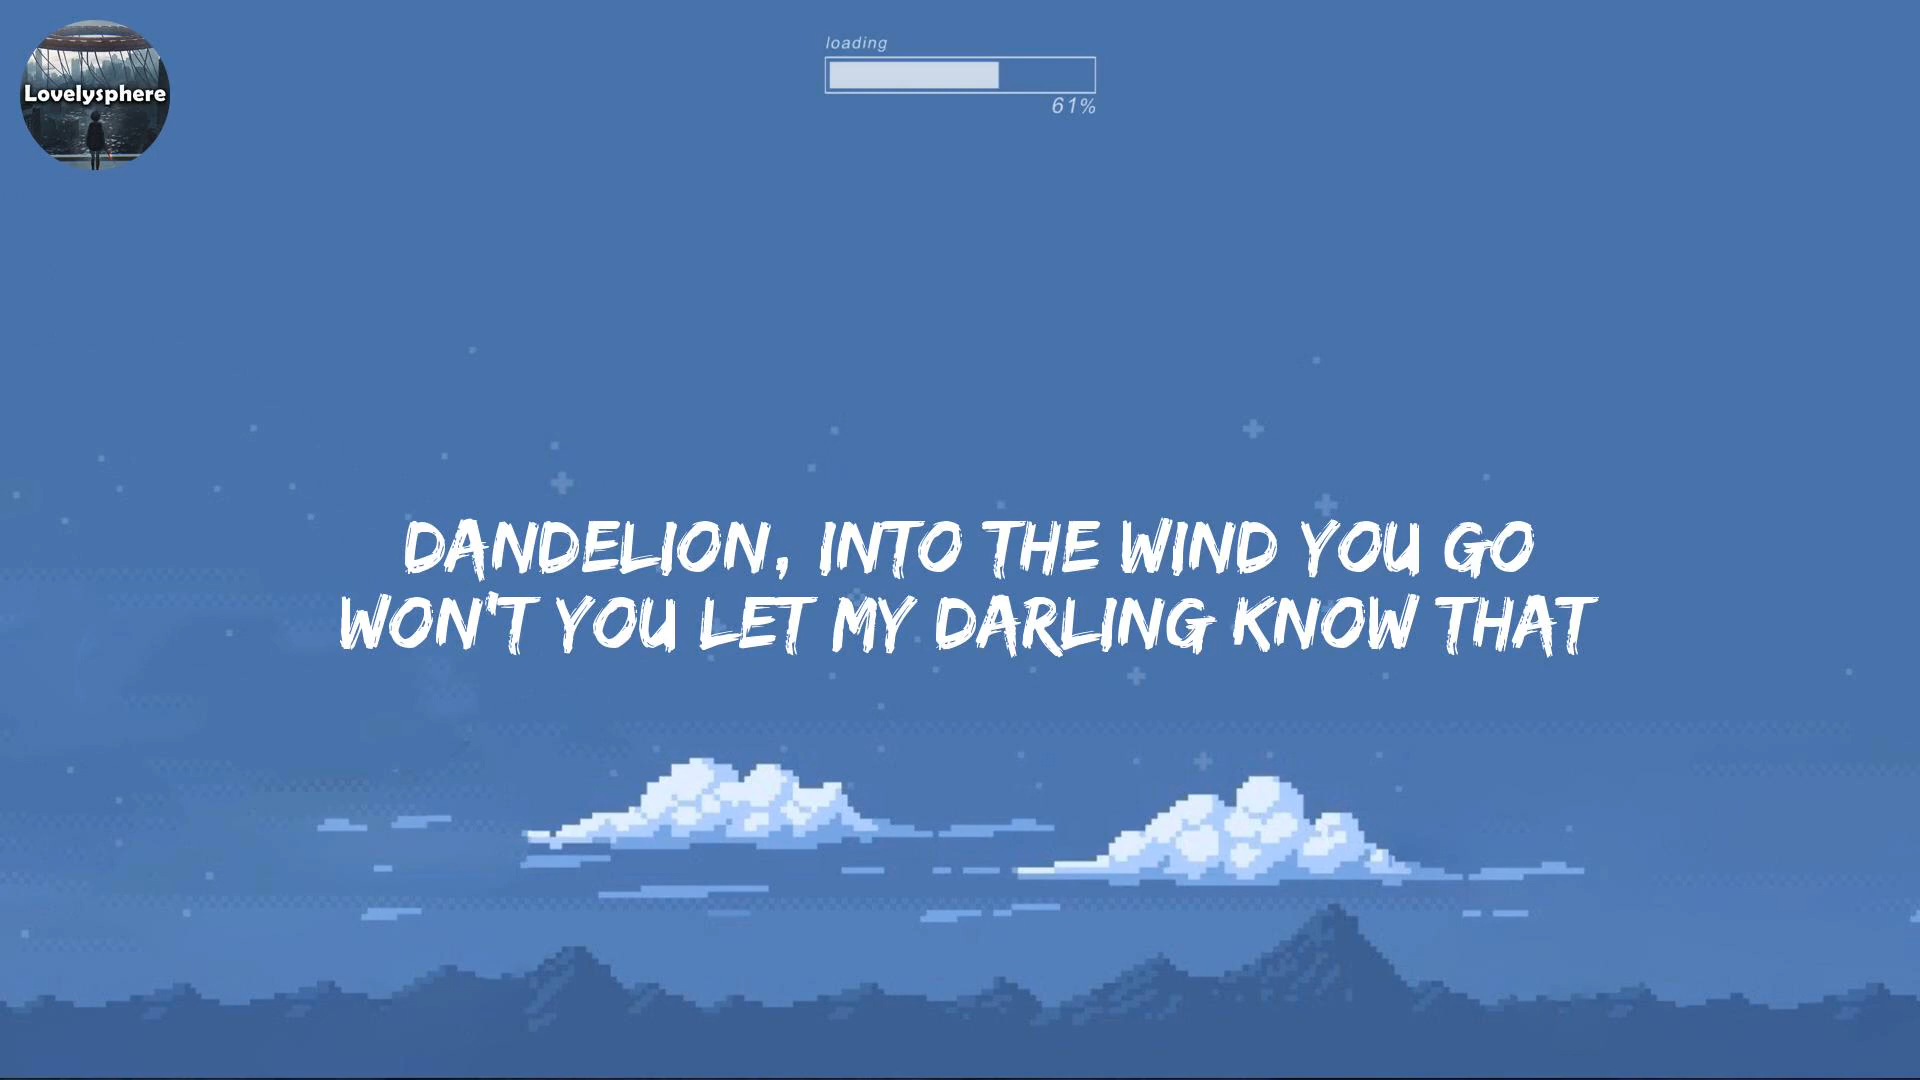 Lovelysphere
loading
61%
DANDELION, INTO THE WIND YOU GO
WON'T YOU LET MY DARLING KNOW THAT